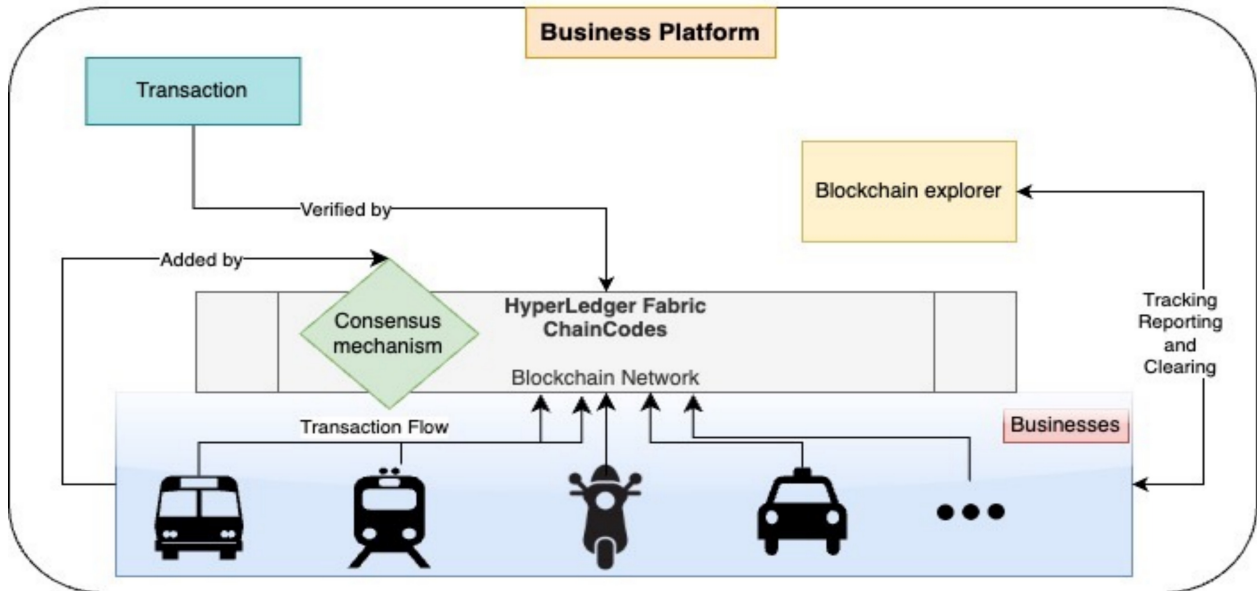 Business Platform
Transaction
Blockchain explorer
Verified by
Added by
HyperLedger Fabric
ChainCodes
Consensus
mechanism
Tracking
Reporting
and
Clearing
Blockchain Network
Transaction Flow
Businesses